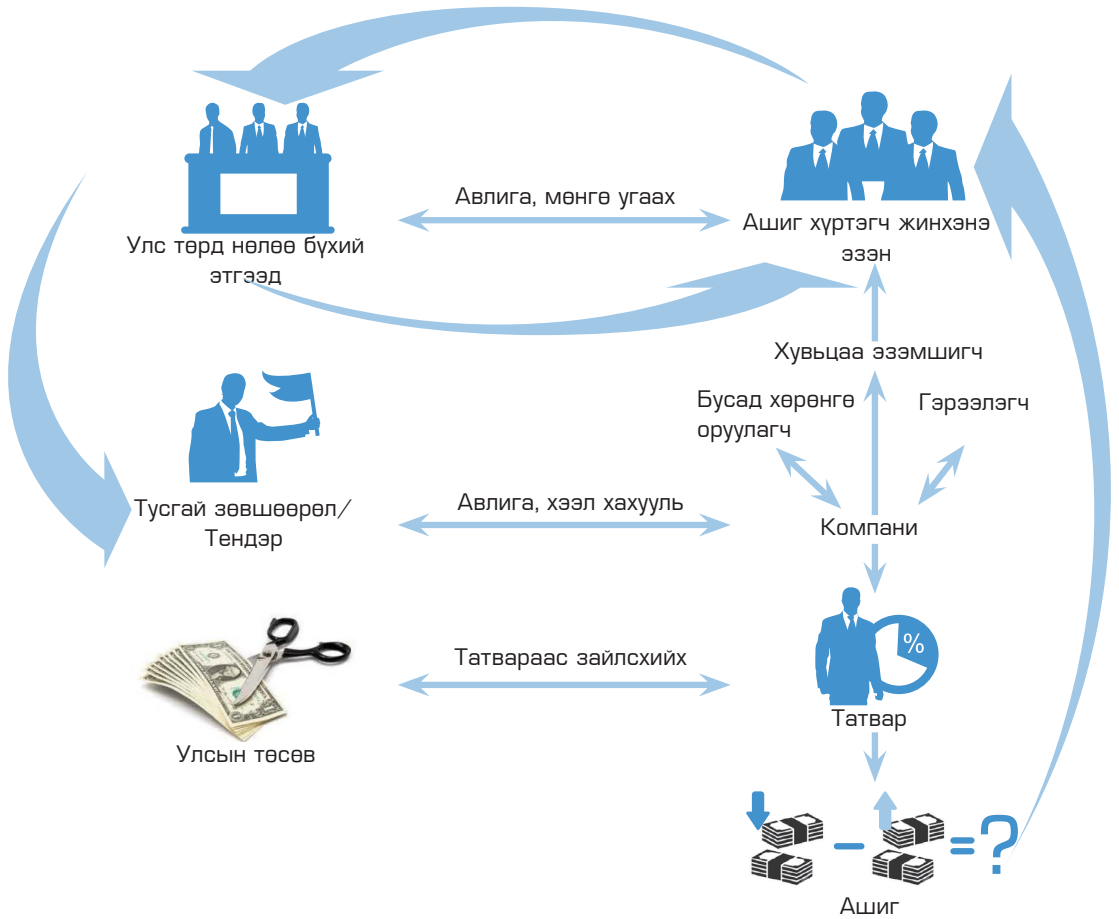 Авлига, мөнгө угаах
Улс төрд нөлөө бүхий
этгээд
Ашиг хүртэгч жинхэнэ
эзэн
Хувьцаа эзэмшигч
Бусад хөрөнгө
оруулагч
Гэрээлэгч
Тусгай зөвшөөрөл/
Тендэр
Авлига, хээл хахууль
Компани
Татвараас зайлсхийх
%
Татвар
Улсын төсөв
– = ?
Ашиг